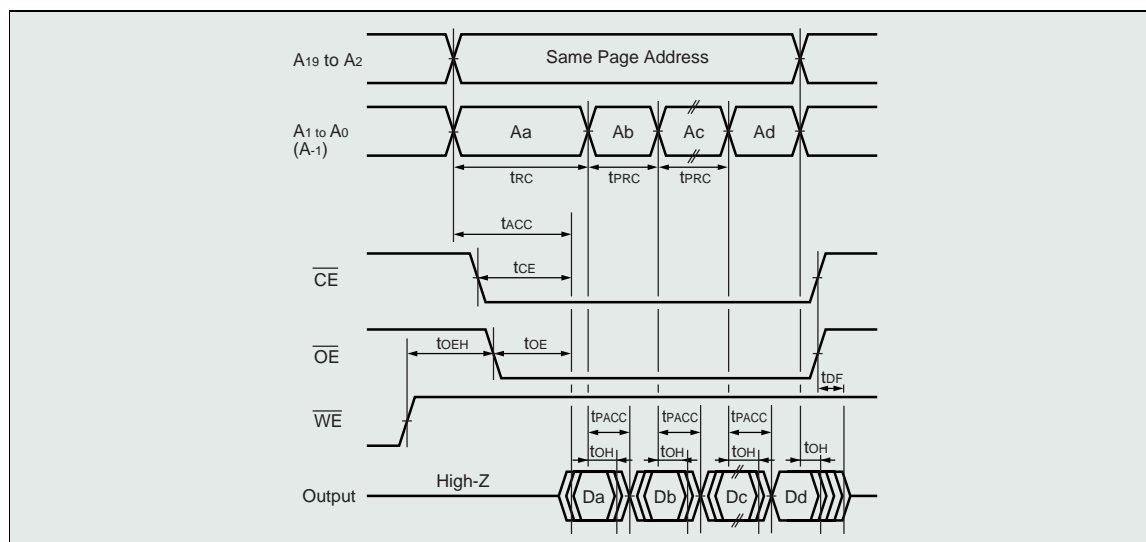 A19 to A2
Same Page Address
A1 to A0
(A-1)
Aa
Ab
Ac
Ad
tRC
tPRC
tPRC
tACC
CE
tCE
OE
tOEH
tOE
tDF
WE
tPACC
tPACC
tPACC
tOH
tOH
tOH
tOH
Output
High-Z
Da
Db
Dc
Dd